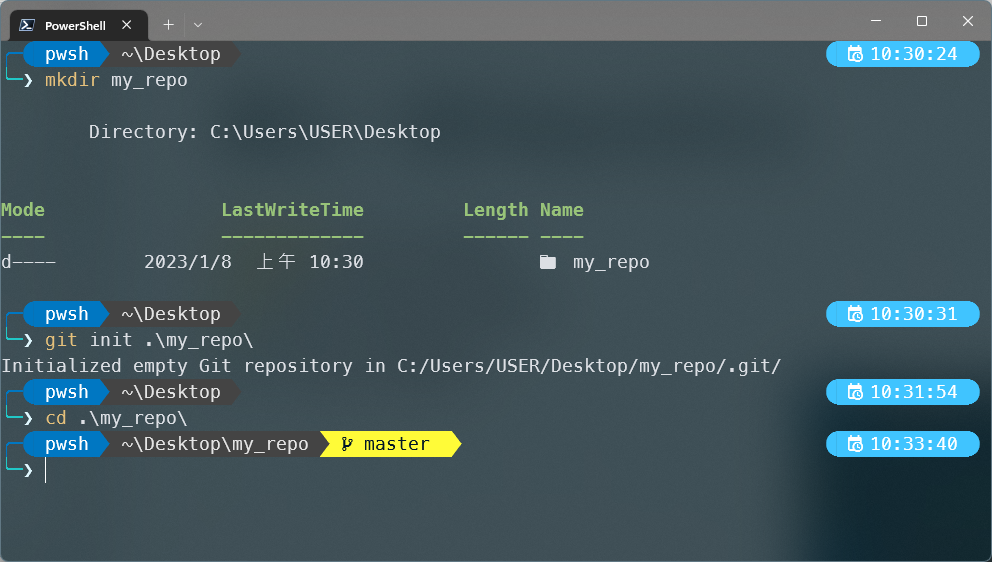 PowerShell
pwsh ~\Desktop 10:30:24
❯ mkdir my_repo
Directory: C:\Users\USER\Desktop
Mode LastWriteTime Length Name
---- ------------- ------ ----
d---- 2023/1/8 上午 10:30 my_repo
pwsh ~\Desktop 10:30:31
❯ git init .\my_repo\
Initialized empty Git repository in C:/Users/USER/Desktop/my_repo/.git/
pwsh ~\Desktop 10:31:54
❯ cd .\my_repo\
pwsh ~\Desktop\my_repo master 10:33:40
❯